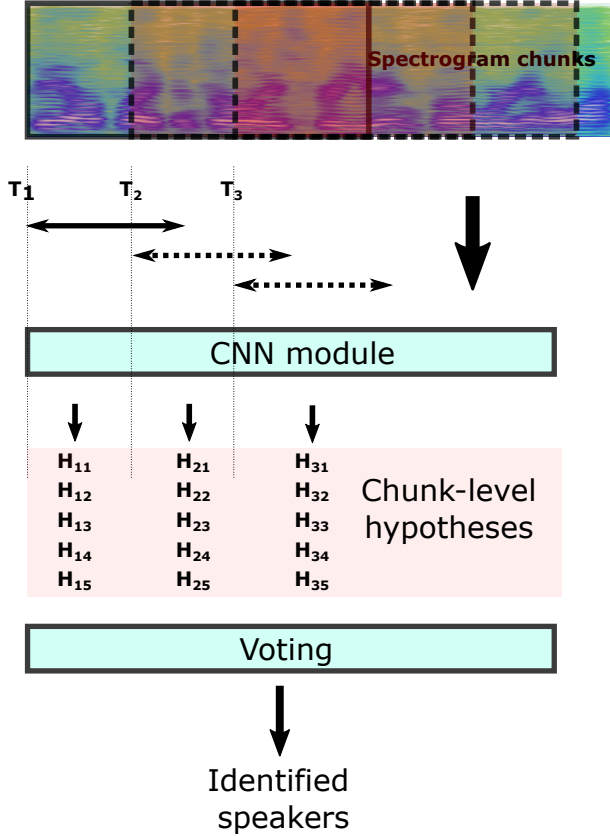 Spectrogram chunks
T1 T2 T3
CNN module
H11 H21 H31
H12 H22 H32
H13 H23 H33
H14 H24 H34
H15 H25 H35
Chunk-level
hypotheses
Voting
Identified
speakers